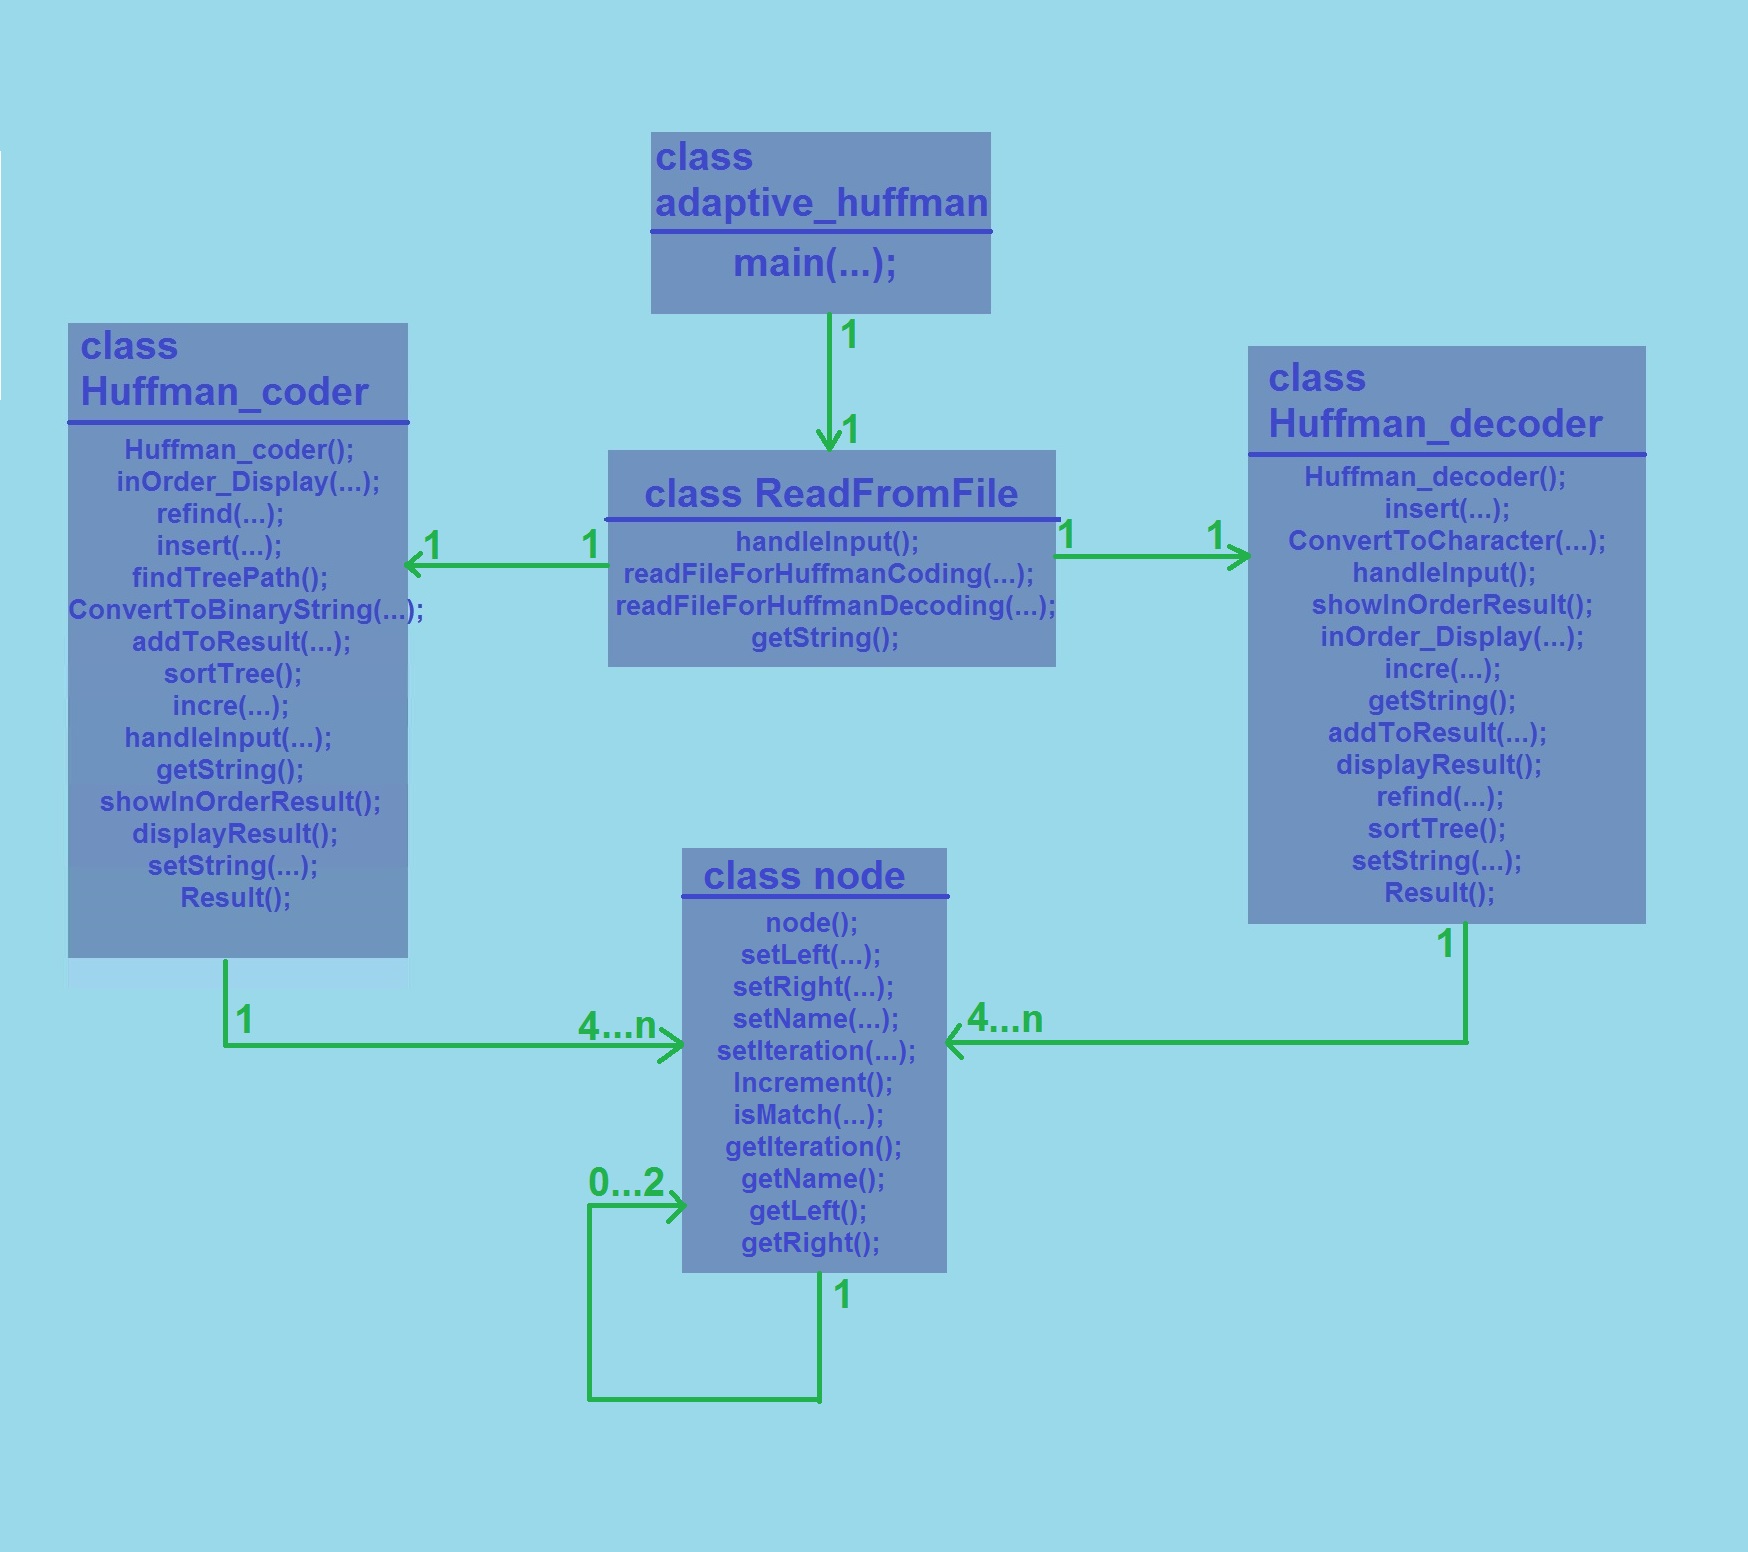 class
adaptive_huffman
main(...);
1
1
class
Huffman_coder
Huffman_coder();
inOrder_Display(...);
refind(...);
insert(...);
findTreePath();
ConvertToBinaryString(...);
addToResult(...);
sortTree();
incre(...);
handleInput(...);
getString();
showInOrderResult();
displayResult();
setString(...);
Result();
1
1
class ReadFromFile
handleInput();
readFileForHuffmanCoding(...);
readFileForHuffmanDecoding(...);
getString();
1
1
class
Huffman_decoder
Huffman_decoder();
insert(...);
ConvertToCharacter(...);
handleInput();
showInOrderResult();
inOrder_Display(...);
incre(...);
getString();
addToResult(...);
displayResult();
refind(...);
sortTree();
setString(...);
Result();
1
4...n
class node
node();
setLeft(...);
setRight(...);
setName(...);
setIteration(...);
Increment();
isMatch(...);
getIteration();
getName();
getLeft();
getRight();
4...n
1
0...2
1